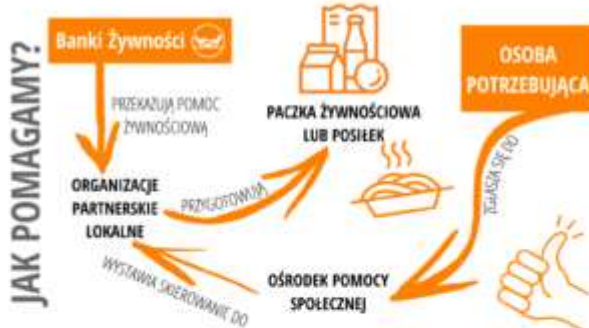 JAK POMAGAMY?
Banki Żywności
PRZEKAZUJĄ POMOC
ŻYWNOŚCIOWĄ
ORGANIZACJE
PARTNERSKIE
LOKALNE
PRZYGOTOWUJĄ
PACZKA ŻYWNOŚCIOWA
LUB POSIŁEK
OSOBA
POTRZEBUJĄCA
ZGŁASZA SIĘ DO
OŚRODEK POMOCY
SPOŁECZNEJ
WYSTAWIA SKIEROWANIE DO